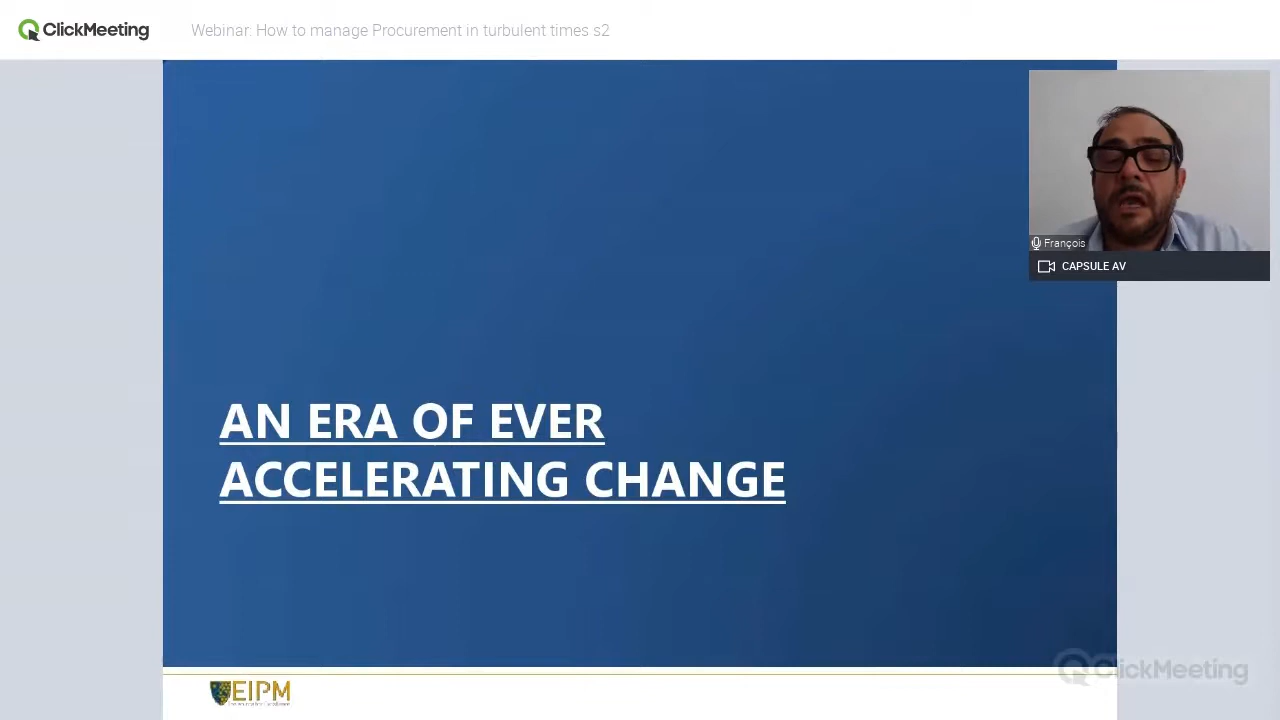 ClickMeeting
Webinar: How to manage Procurement in turbulent times s2
François
CAPSULE AV
AN ERA OF EVER
ACCELERATING CHANGE
EIPM
ClickMeeting